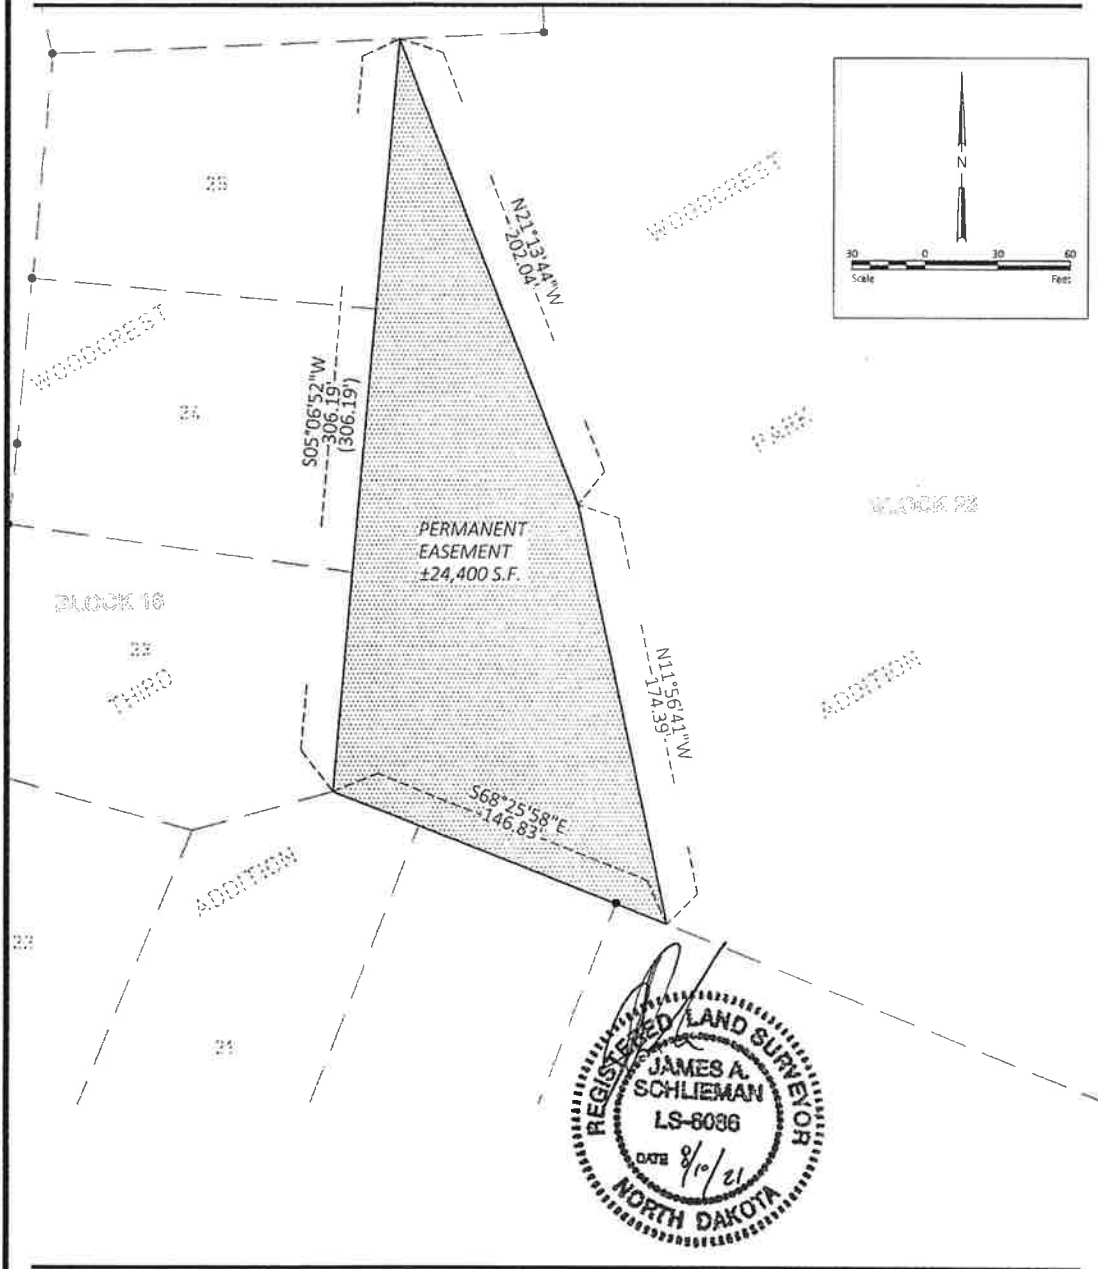 25
WOODCREST
N
30 0 30 60
Scale Feet
N21°13'44"W
202.04'
WOODCREST
24
S05°06'52"W
306.19'
(306.19')
PARK
BLOCK 23
PERMANENT
EASEMENT
±24,400 S.F.
BLOCK 16
23
THIRD
N11°56'41"W
174.39'
ADDITION
S68°25'58"E
146.83'
ADDITION
22
21
REGISTERED LAND SURVEYOR
JAMES A.
SCHLIEMAN
LS-6086
DATE 8/10/21
NORTH DAKOTA